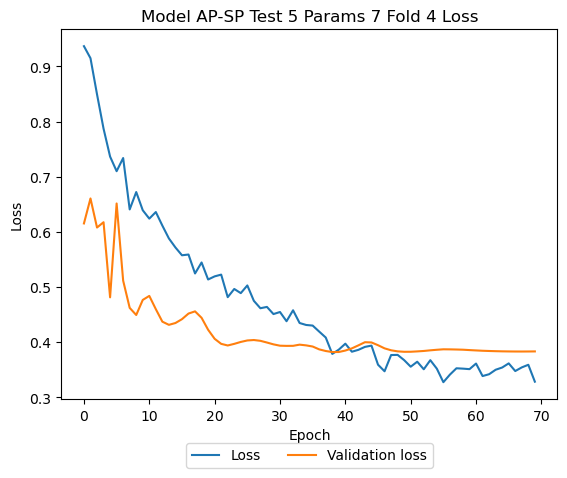 Model AP-SP Test 5 Params 7 Fold 4 Loss
Loss
0.9
0.8
0.7
0.6
0.5
0.4
0.3
0 10 20 30 40 50 60 70
Epoch
Loss Validation loss